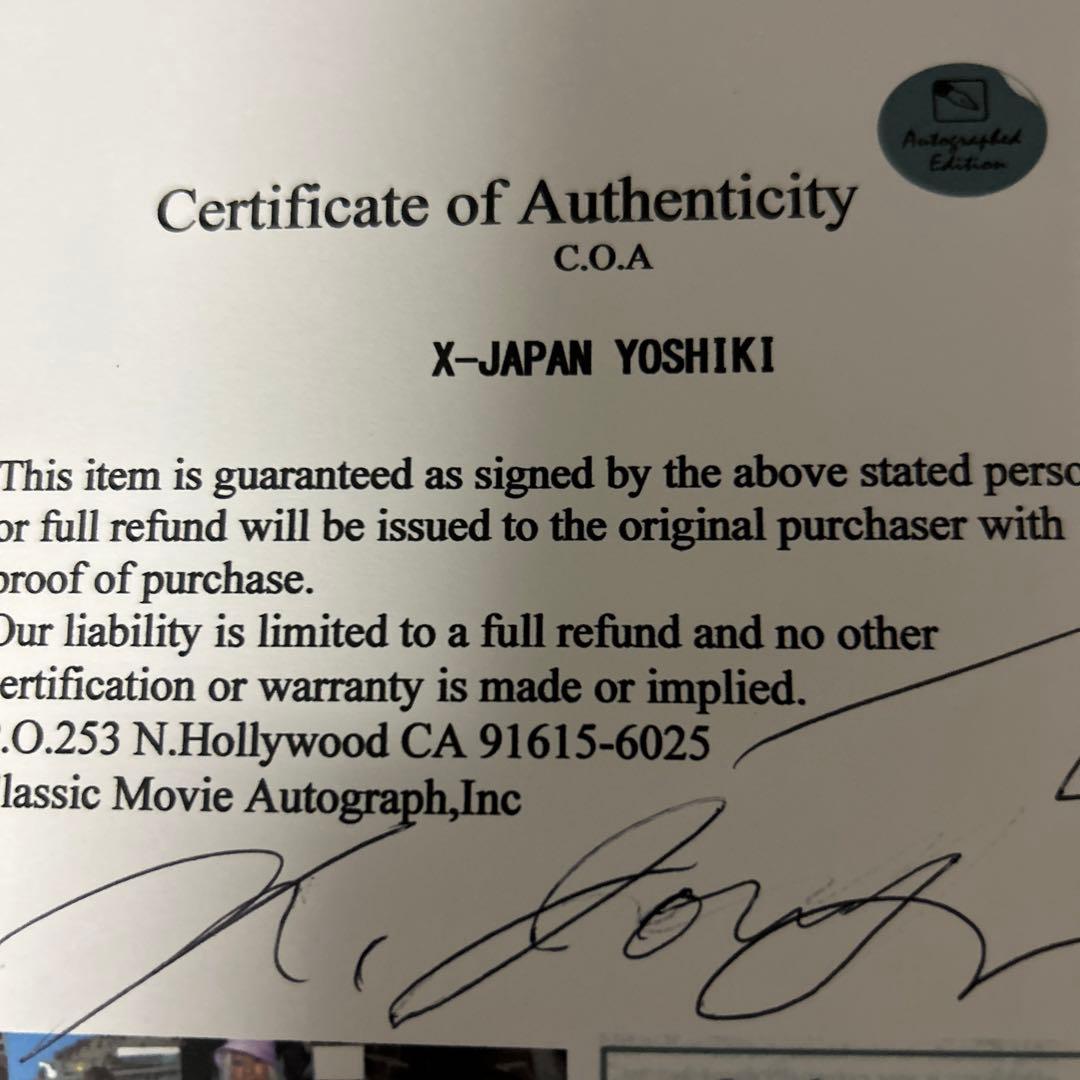 Autographed
Edition
Certificate of Authenticity
C.O.A
X-JAPAN YOSHIKI
This item is guaranteed as signed by the above stated perso
or full refund will be issued to the original purchaser with
proof of purchase.
Our liability is limited to a full refund and no other
ertification or warranty is made or implied.
.O.253 N.Hollywood CA 91615-6025
lassic Movie Autograph,Inc